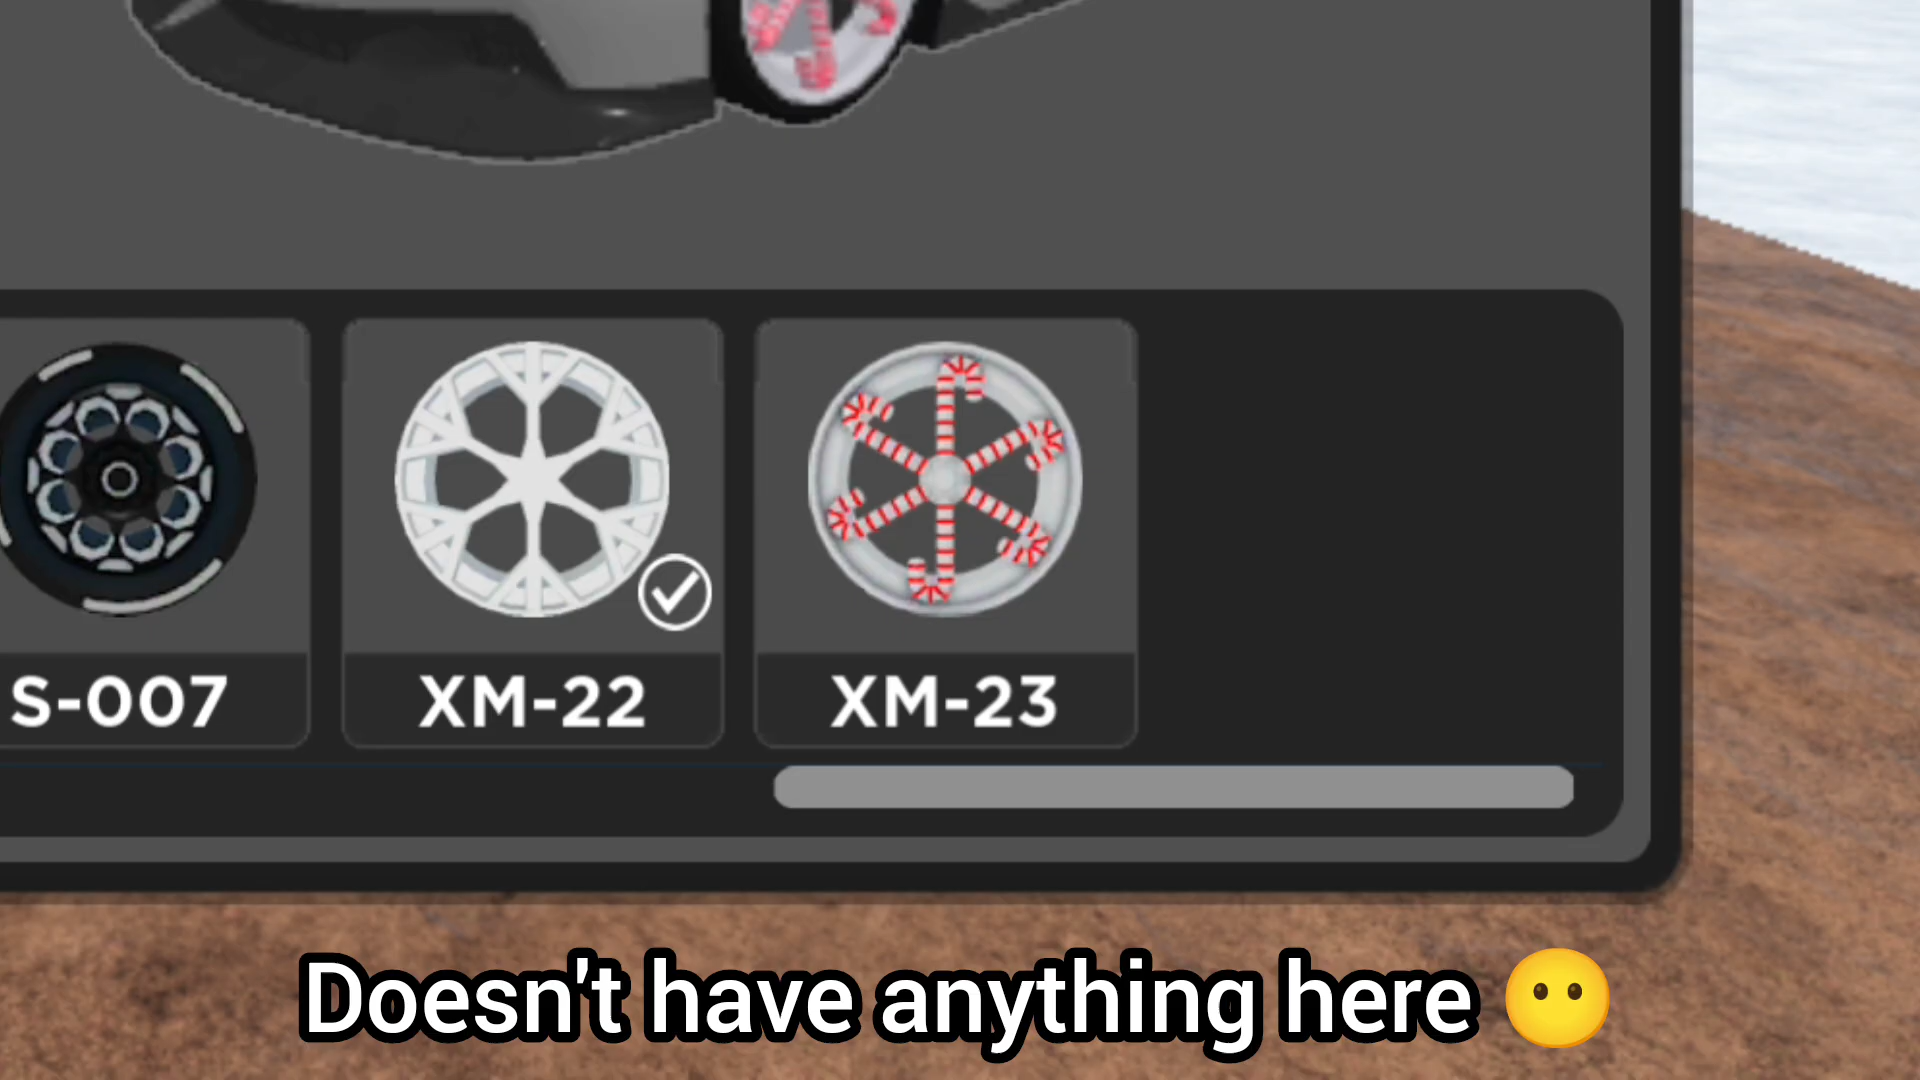 S-007
XM-22
XM-23
Doesn't have anything here 😶